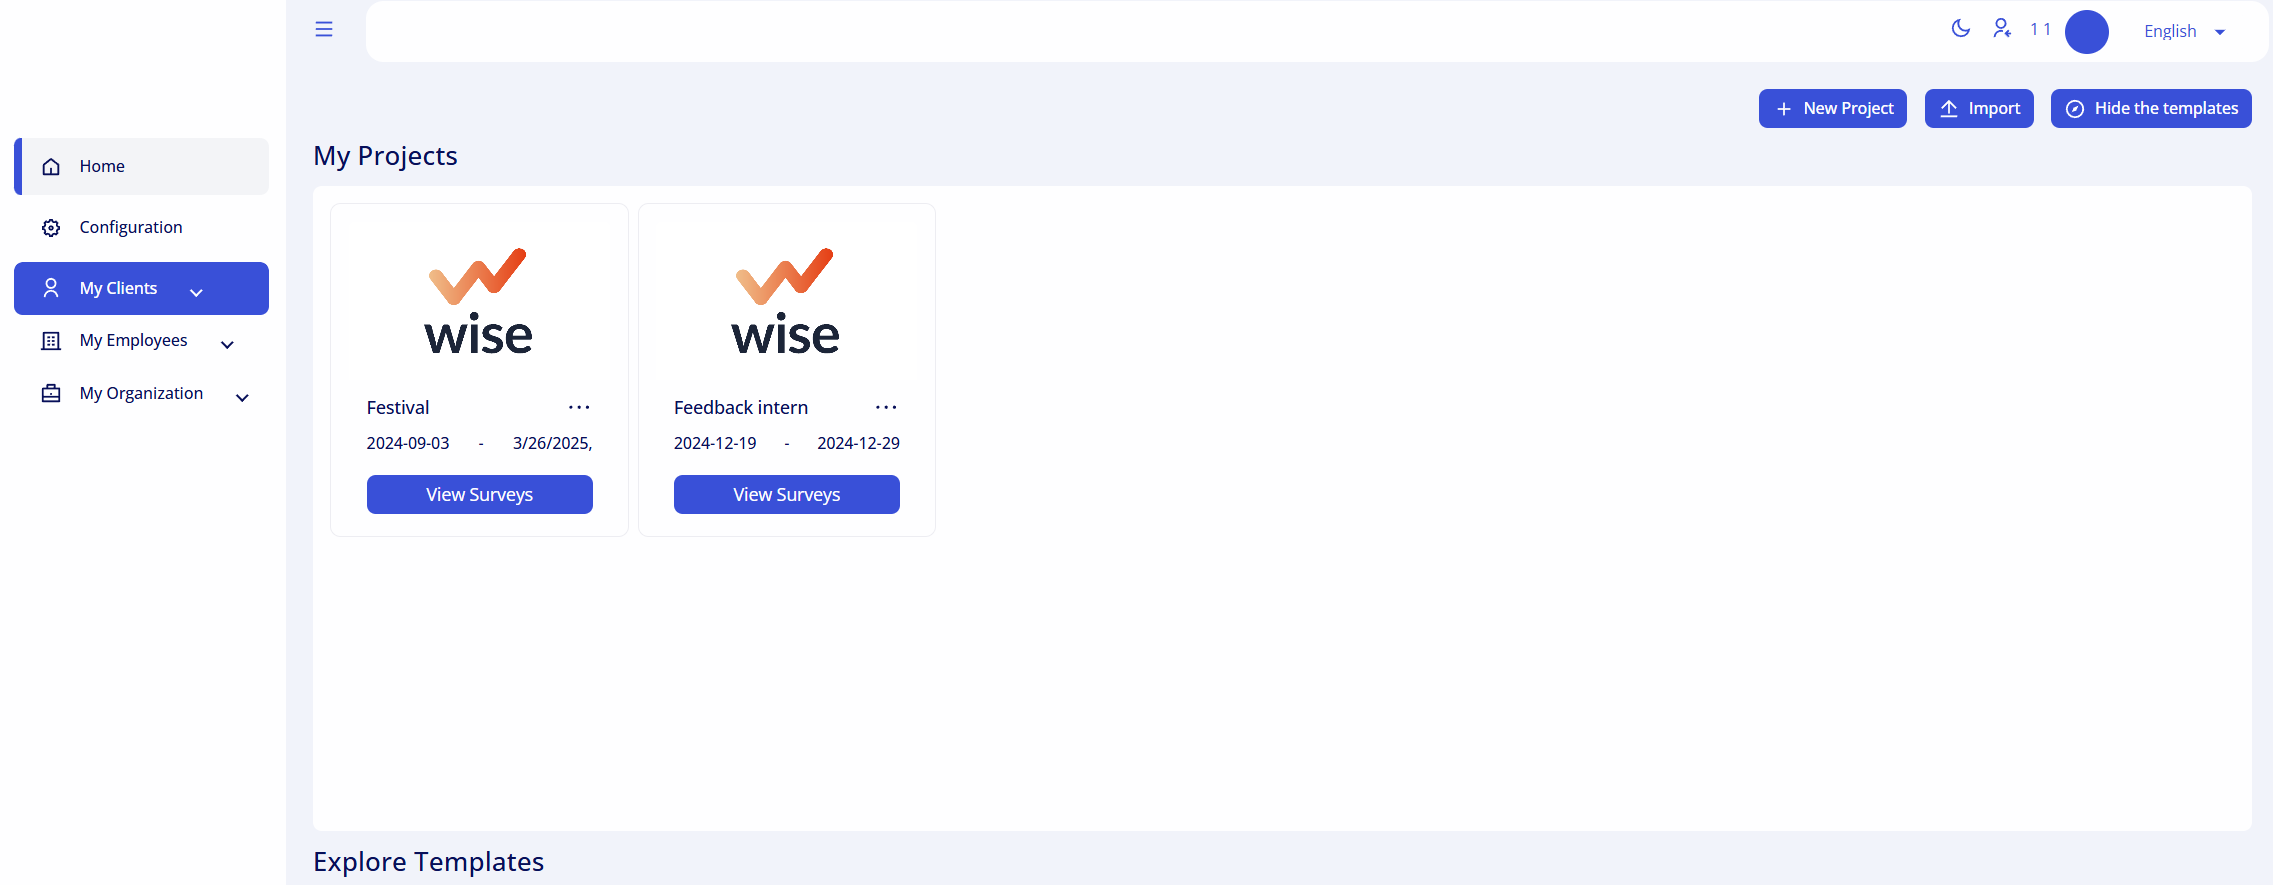 1 1
English
New Project
Import
Hide the templates
Home
Configuration
My Clients
My Employees
My Organization
My Projects
wise
Festival
2024-09-03 - 3/26/2025,
View Surveys
wise
Feedback intern
2024-12-19 - 2024-12-29
View Surveys
Explore Templates